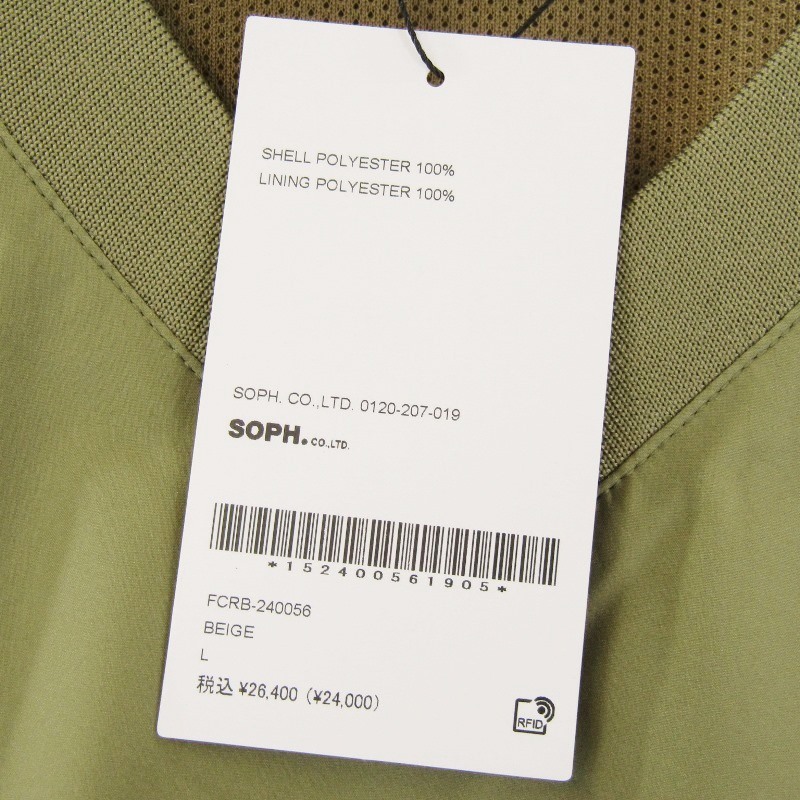 SHELL POLYESTER 100%
LINING POLYESTER 100%
SOPH. CO.,LTD. 0120-207-019
SOPH. CO.,LTD.
*152400561905*
FCRB-240056
BEIGE
L
税込 ¥26,400 (¥24,000)
RFID